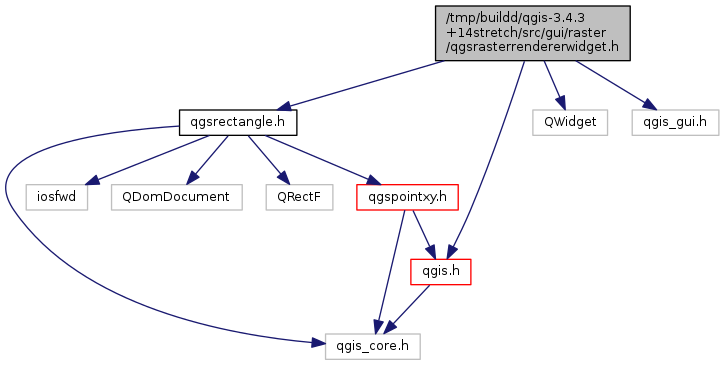 /tmp/buildd/qgis-3.4.3
+14stretch/src/gui/raster
/qgsrasterrendererwidget.h
qgsrectangle.h
QWidget
qgis_gui.h
iosfwd
QDomDocument
QRectF
qgspointxy.h
qgis.h
qgis_core.h